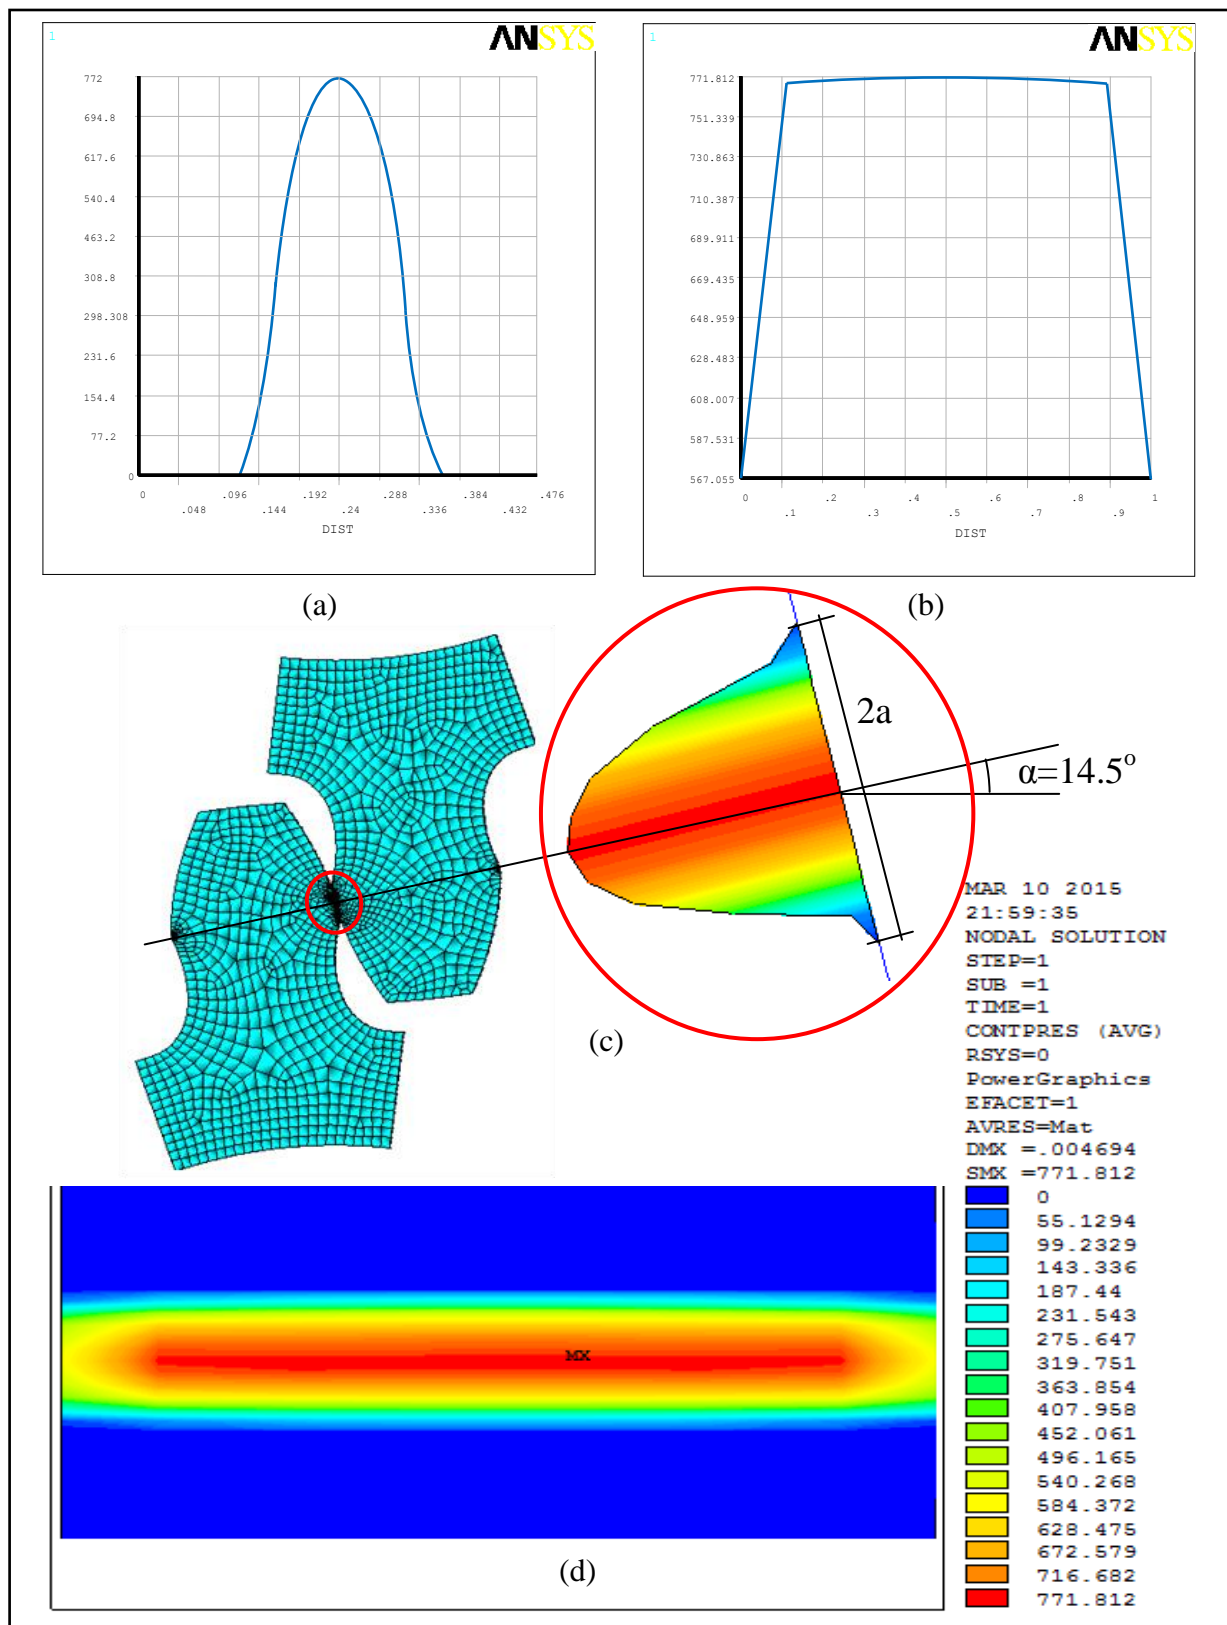 1
ANSYS
772
694.8
617.6
540.4
463.2
308.8
298.308
231.6
154.4
77.2
0
0 .096 .192 .288 .384 .476
.048 .144 .24 .336 .432
DIST
(a)
1
ANSYS
771.812
751.339
730.863
710.387
689.911
669.435
648.959
628.483
608.007
587.531
567.055
0 .2 .4 .6 .8 1
.1 .3 .5 .7 .9
DIST
(b)
2a
α=14.5°
(c)
MAR 10 2015
21:59:35
NODAL SOLUTION
STEP=1
SUB =1
TIME=1
CONTPRES (AVG)
RSYS=0
PowerGraphics
EFACET=1
AVRES=Mat
DMX =.004694
SMX =771.812
0
55.1294
99.2329
143.336
187.44
231.543
275.647
319.751
363.854
407.958
452.061
496.165
540.268
584.372
628.475
672.579
716.682
771.812
MX
(d)